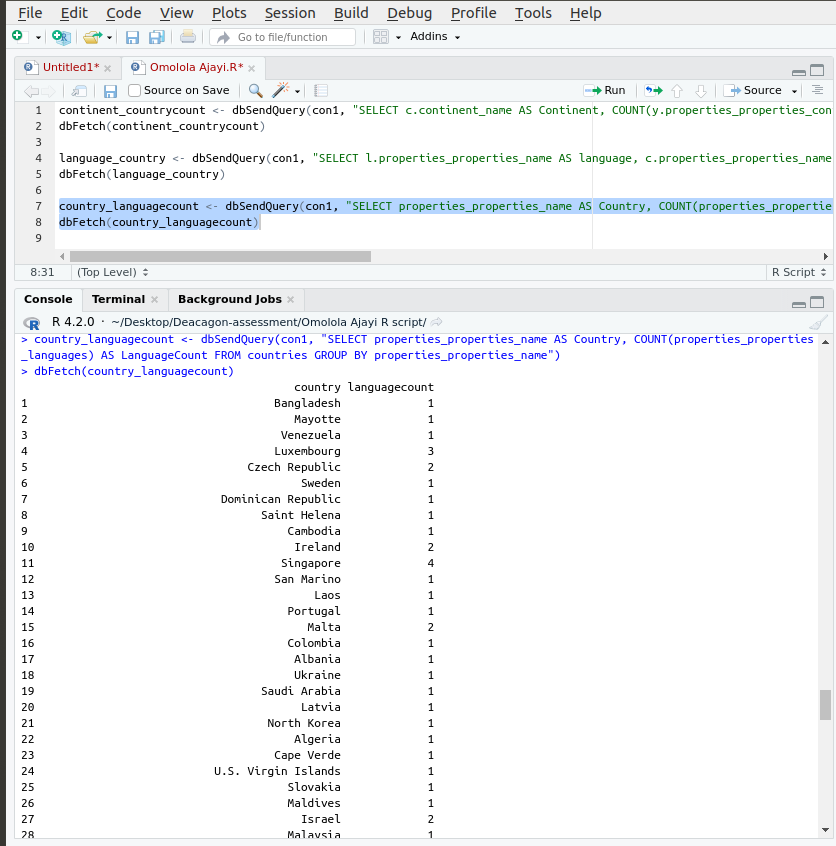 File Edit Code View Plots Session Build Debug Profile Tools Help
Go to file/function Addins
Untitled1* Omolola Ajayi.R*
Source on Save Run Source
1 continent_countrycount <- dbSendQuery(con1, "SELECT c.continent_name AS Continent, COUNT(y.properties_properties_con
2 dbFetch(continent_countrycount)
3
4 language_country <- dbSendQuery(con1, "SELECT l.properties_properties_name AS language, c.properties_properties_name
5 dbFetch(language_country)
6
7 country_languagecount <- dbSendQuery(con1, "SELECT properties_properties_name AS Country, COUNT(properties_propertie
8 dbFetch(country_languagecount)
9
8:31 (Top Level) R Script
Console Terminal Background Jobs
R 4.2.0 · ~/Desktop/Deacagon-assessment/Omolola Ajayi R script/
> country_languagecount <- dbSendQuery(con1, "SELECT properties_properties_name AS Country, COUNT(properties_properties
_languages) AS LanguageCount FROM countries GROUP BY properties_properties_name")
> dbFetch(country_languagecount)
country languagecount
1 Bangladesh 1
2 Mayotte 1
3 Venezuela 1
4 Luxembourg 3
5 Czech Republic 2
6 Sweden 1
7 Dominican Republic 1
8 Saint Helena 1
9 Cambodia 1
10 Ireland 2
11 Singapore 4
12 San Marino 1
13 Laos 1
14 Portugal 1
15 Malta 2
16 Colombia 1
17 Albania 1
18 Ukraine 1
19 Saudi Arabia 1
20 Latvia 1
21 North Korea 1
22 Algeria 1
23 Cape Verde 1
24 U.S. Virgin Islands 1
25 Slovakia 1
26 Maldives 1
27 Israel 2
28 Malaysia 1